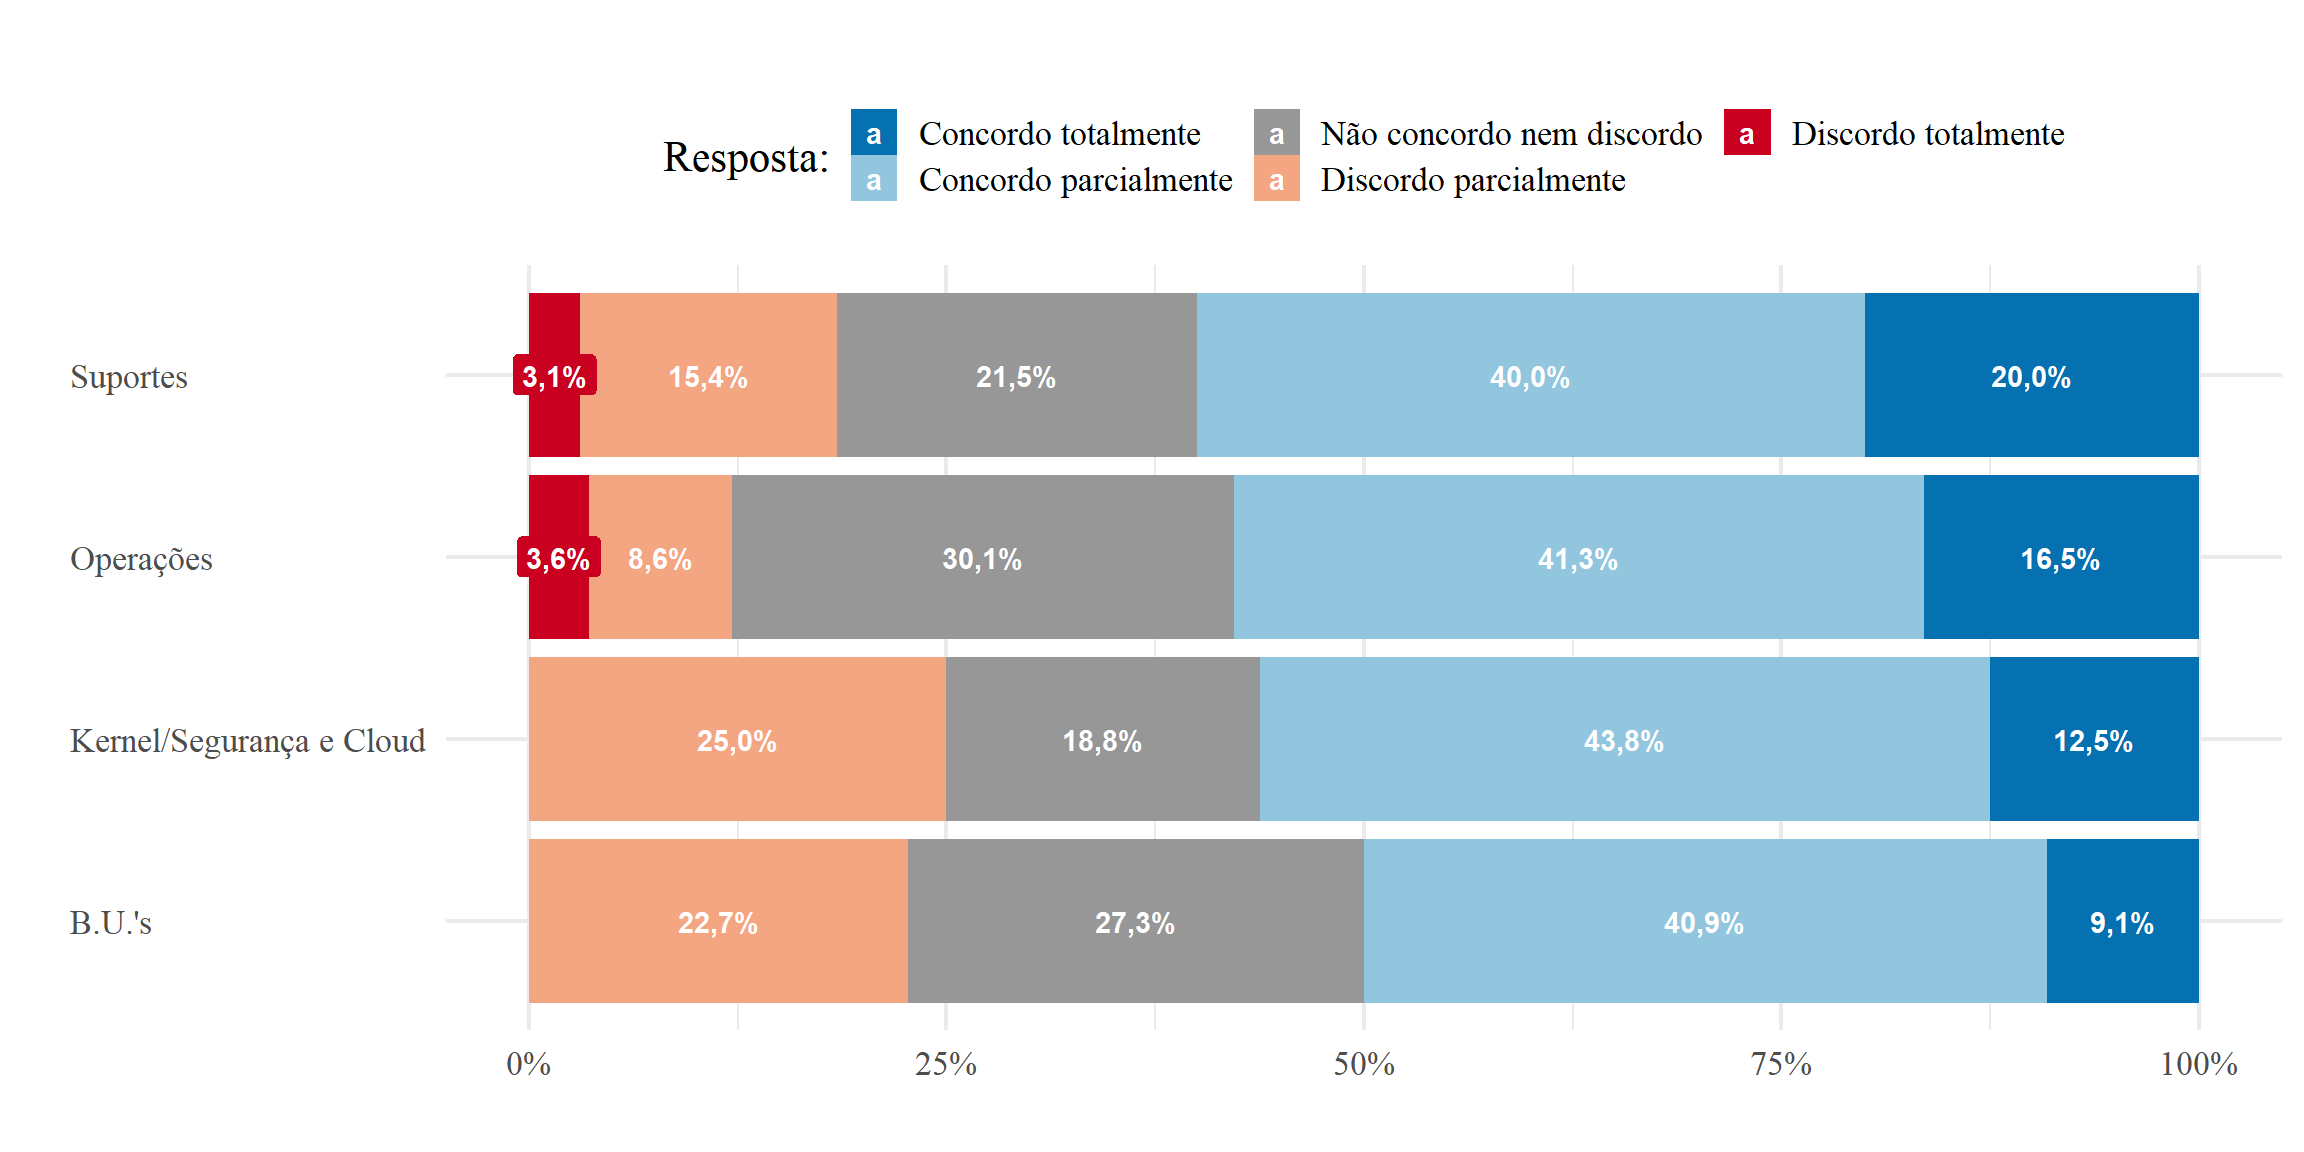 Resposta:
a Concordo totalmente a Não concordo nem discordo a Discordo totalmente
a Concordo parcialmente a Discordo parcialmente
Suportes 3,1% 15,4% 21,5% 40,0% 20,0%
Operações 3,6% 8,6% 30,1% 41,3% 16,5%
Kernel/Segurança e Cloud 25,0% 18,8% 43,8% 12,5%
B.U.'s 22,7% 27,3% 40,9% 9,1%
0% 25% 50% 75% 100%